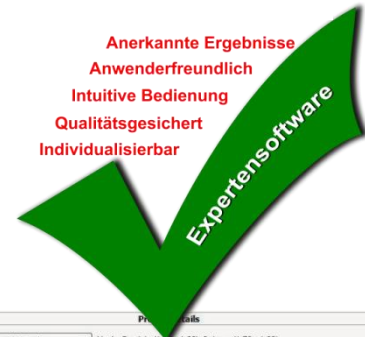 Anerkannte Ergebnisse
Anwenderfreundlich
Intuitive Bedienung
Qualitätsgesichert
Individualisierbar
Expertensoftware